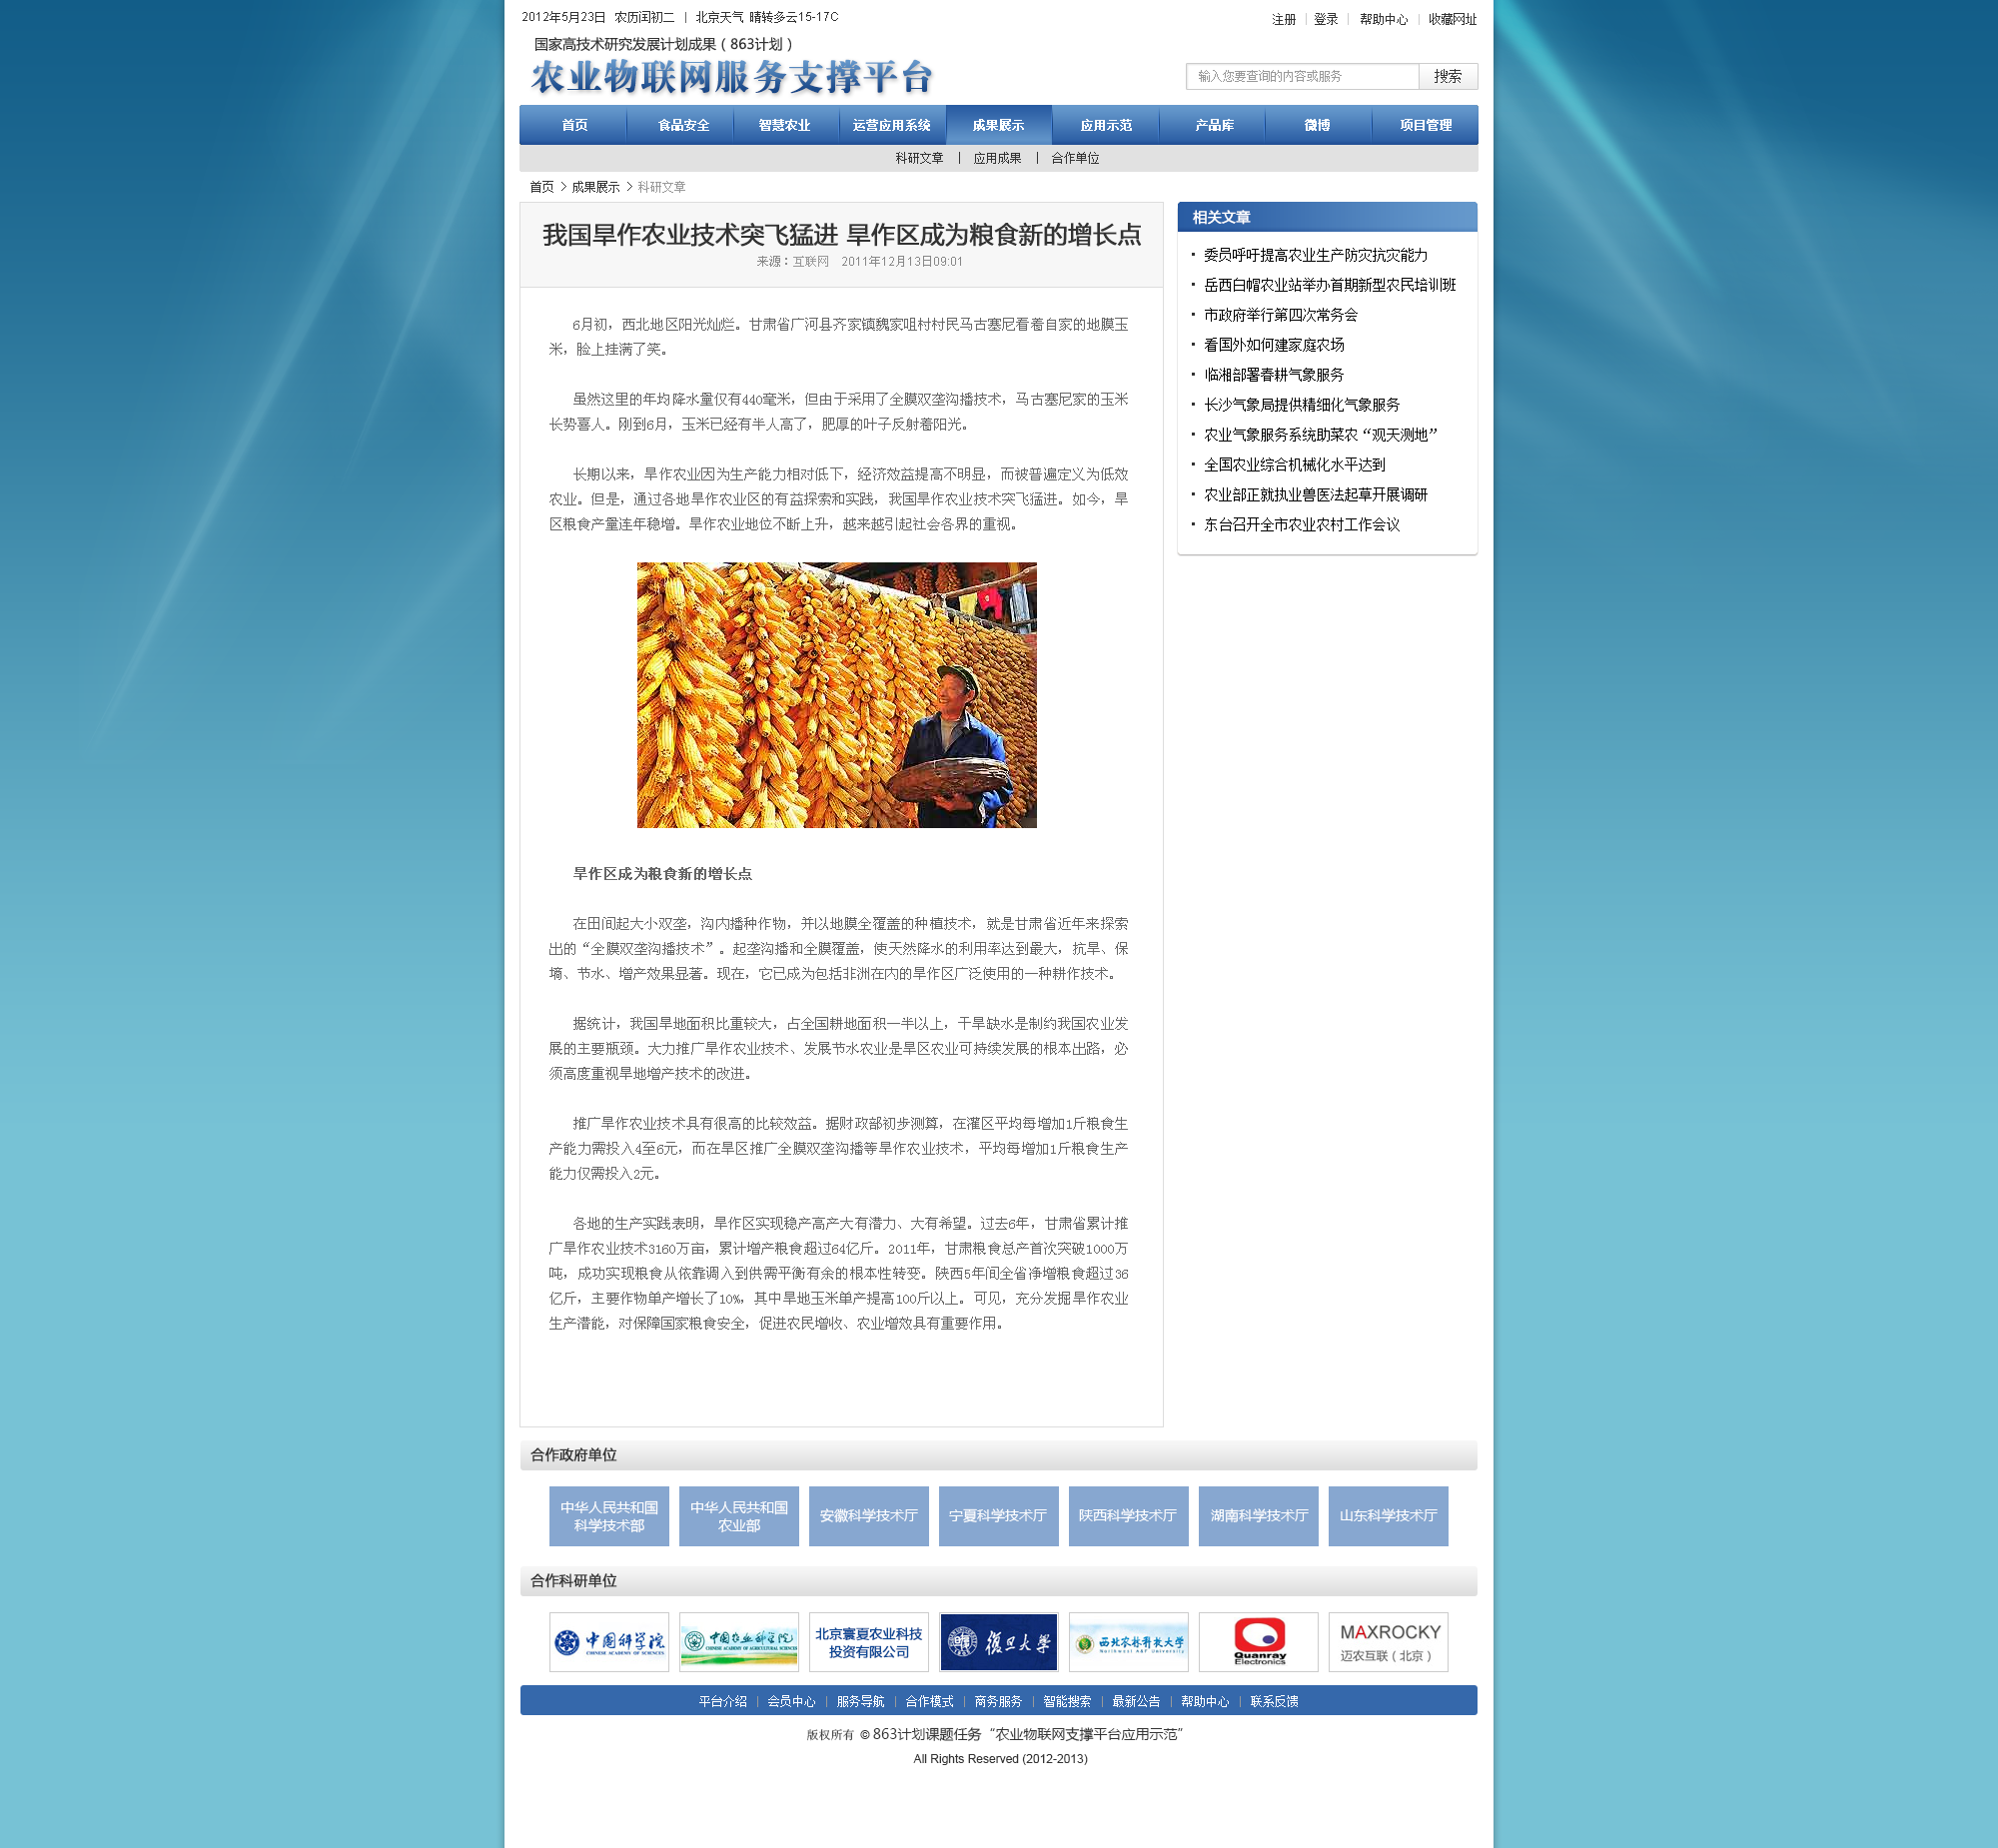 2012年5月23日 农历闰初二 | 北京天气 晴转多云15-17C
注册 | 登录 | 帮助中心 | 收藏网址
国家高技术研究发展计划成果（863计划）
农业物联网服务支撑平台
输入您要查询的内容或服务 搜索
首页 食品安全 智慧农业 运营应用系统 成果展示 应用示范 产品库 微博 项目管理
科研文章 | 应用成果 | 合作单位
首页 > 成果展示 > 科研文章
我国旱作农业技术突飞猛进 旱作区成为粮食新的增长点
来源：互联网 2011年12月13日09:01
6月初，西北地区阳光灿烂。甘肃省广河县齐家镇魏家咀村村民马古塞尼看着自家的地膜玉
米，脸上挂满了笑。
虽然这里的年均降水量仅有440毫米，但由于采用了全膜双垄沟播技术，马古塞尼家的玉米
长势喜人。刚到6月，玉米已经有半人高了，肥厚的叶子反射着阳光。
长期以来，旱作农业因为生产能力相对低下，经济效益提高不明显，而被普遍定义为低效
农业。但是，通过各地旱作农业区的有益探索和实践，我国旱作农业技术突飞猛进。如今，旱
区粮食产量连年稳增。旱作农业地位不断上升，越来越引起社会各界的重视。
旱作区成为粮食新的增长点
在田间起大小双垄，沟内播种作物，并以地膜全覆盖的种植技术，就是甘肃省近年来探索
出的“全膜双垄沟播技术”。起垄沟播和全膜覆盖，使天然降水的利用率达到最大，抗旱、保
墒、节水、增产效果显著。现在，它已成为包括非洲在内的旱作区广泛使用的一种耕作技术。
据统计，我国旱地面积比重较大，占全国耕地面积一半以上，干旱缺水是制约我国农业发
展的主要瓶颈。大力推广旱作农业技术、发展节水农业是旱区农业可持续发展的根本出路，必
须高度重视旱地增产技术的改进。
推广旱作农业技术具有很高的比较效益。据财政部初步测算，在灌区平均每增加1斤粮食生
产能力需投入4至6元，而在旱区推广全膜双垄沟播等旱作农业技术，平均每增加1斤粮食生产
能力仅需投入2元。
各地的生产实践表明，旱作区实现稳产高产大有潜力、大有希望。过去6年，甘肃省累计推
广旱作农业技术3160万亩，累计增产粮食超过64亿斤。2011年，甘肃粮食总产首次突破1000万
吨，成功实现粮食从依靠调入到供需平衡有余的根本性转变。陕西5年间全省净增粮食超过36
亿斤，主要作物单产增长了10%，其中旱地玉米单产提高100斤以上。可见，充分发掘旱作农业
生产潜能，对保障国家粮食安全，促进农民增收、农业增效具有重要作用。
相关文章
委员呼吁提高农业生产防灾抗灾能力
岳西白帽农业站举办首期新型农民培训班
市政府举行第四次常务会
看国外如何建家庭农场
临湘部署春耕气象服务
长沙气象局提供精细化气象服务
农业气象服务系统助菜农“观天测地”
全国农业综合机械化水平达到
农业部正就执业兽医法起草开展调研
东台召开全市农业农村工作会议
合作政府单位
中华人民共和国
科学技术部
中华人民共和国
农业部
安徽科学技术厅
宁夏科学技术厅
陕西科学技术厅
湖南科学技术厅
山东科学技术厅
合作科研单位
中国科学院
CHINESE ACADEMY OF SCIENCES
中国农业科学院
CHINESE ACADEMY OF AGRICULTURAL SCIENCES
北京寰夏农业科技
投资有限公司
復旦大學
西北农林科技大学
Northwest A&F University
Quanray
Electronics
MAXROCKY
迈农互联（北京）
平台介绍 | 会员中心 | 服务导航 | 合作模式 | 商务服务 | 智能搜索 | 最新公告 | 帮助中心 | 联系反馈
版权所有 © 863计划课题任务“农业物联网支撑平台应用示范”
All Rights Reserved (2012-2013)